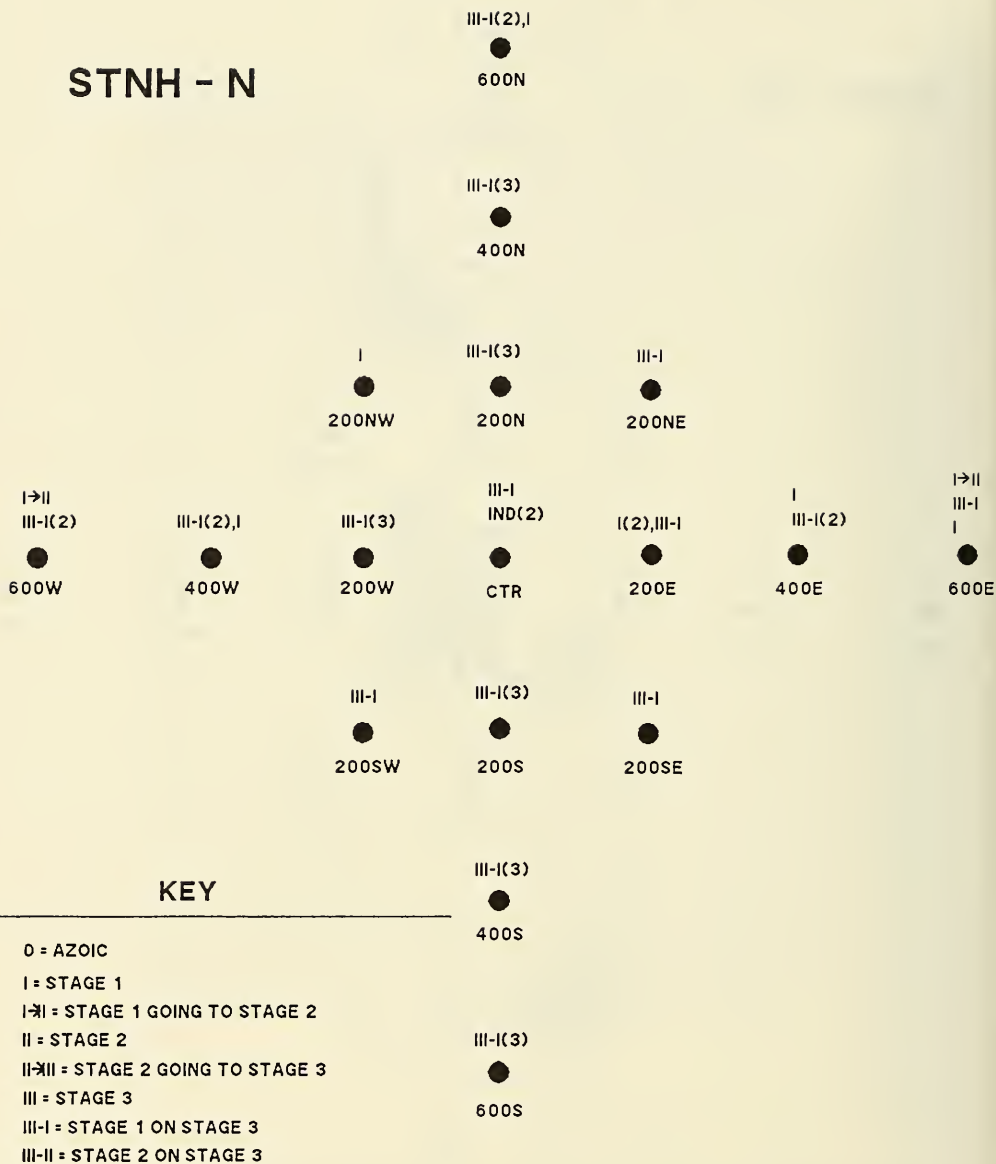 III-I(2),I
STNH - N
600N
III-I(3)
400N
I III-I(3) III-I
200NW 200N 200NE
I→II
III-I(2)
III-I(2),I
III-I(3)
III-I
IND(2)
I(2),III-I
I
III-I(2)
I→II
III-I
I
600W 400W 200W CTR 200E 400E 600E
III-I III-I(3) III-I
200SW 200S 200SE
III-I(3)
400S
III-I(3)
600S
KEY
0 = AZOIC
I = STAGE 1
I→II = STAGE 1 GOING TO STAGE 2
II = STAGE 2
II→III = STAGE 2 GOING TO STAGE 3
III = STAGE 3
III-I = STAGE 1 ON STAGE 3
III-II = STAGE 2 ON STAGE 3